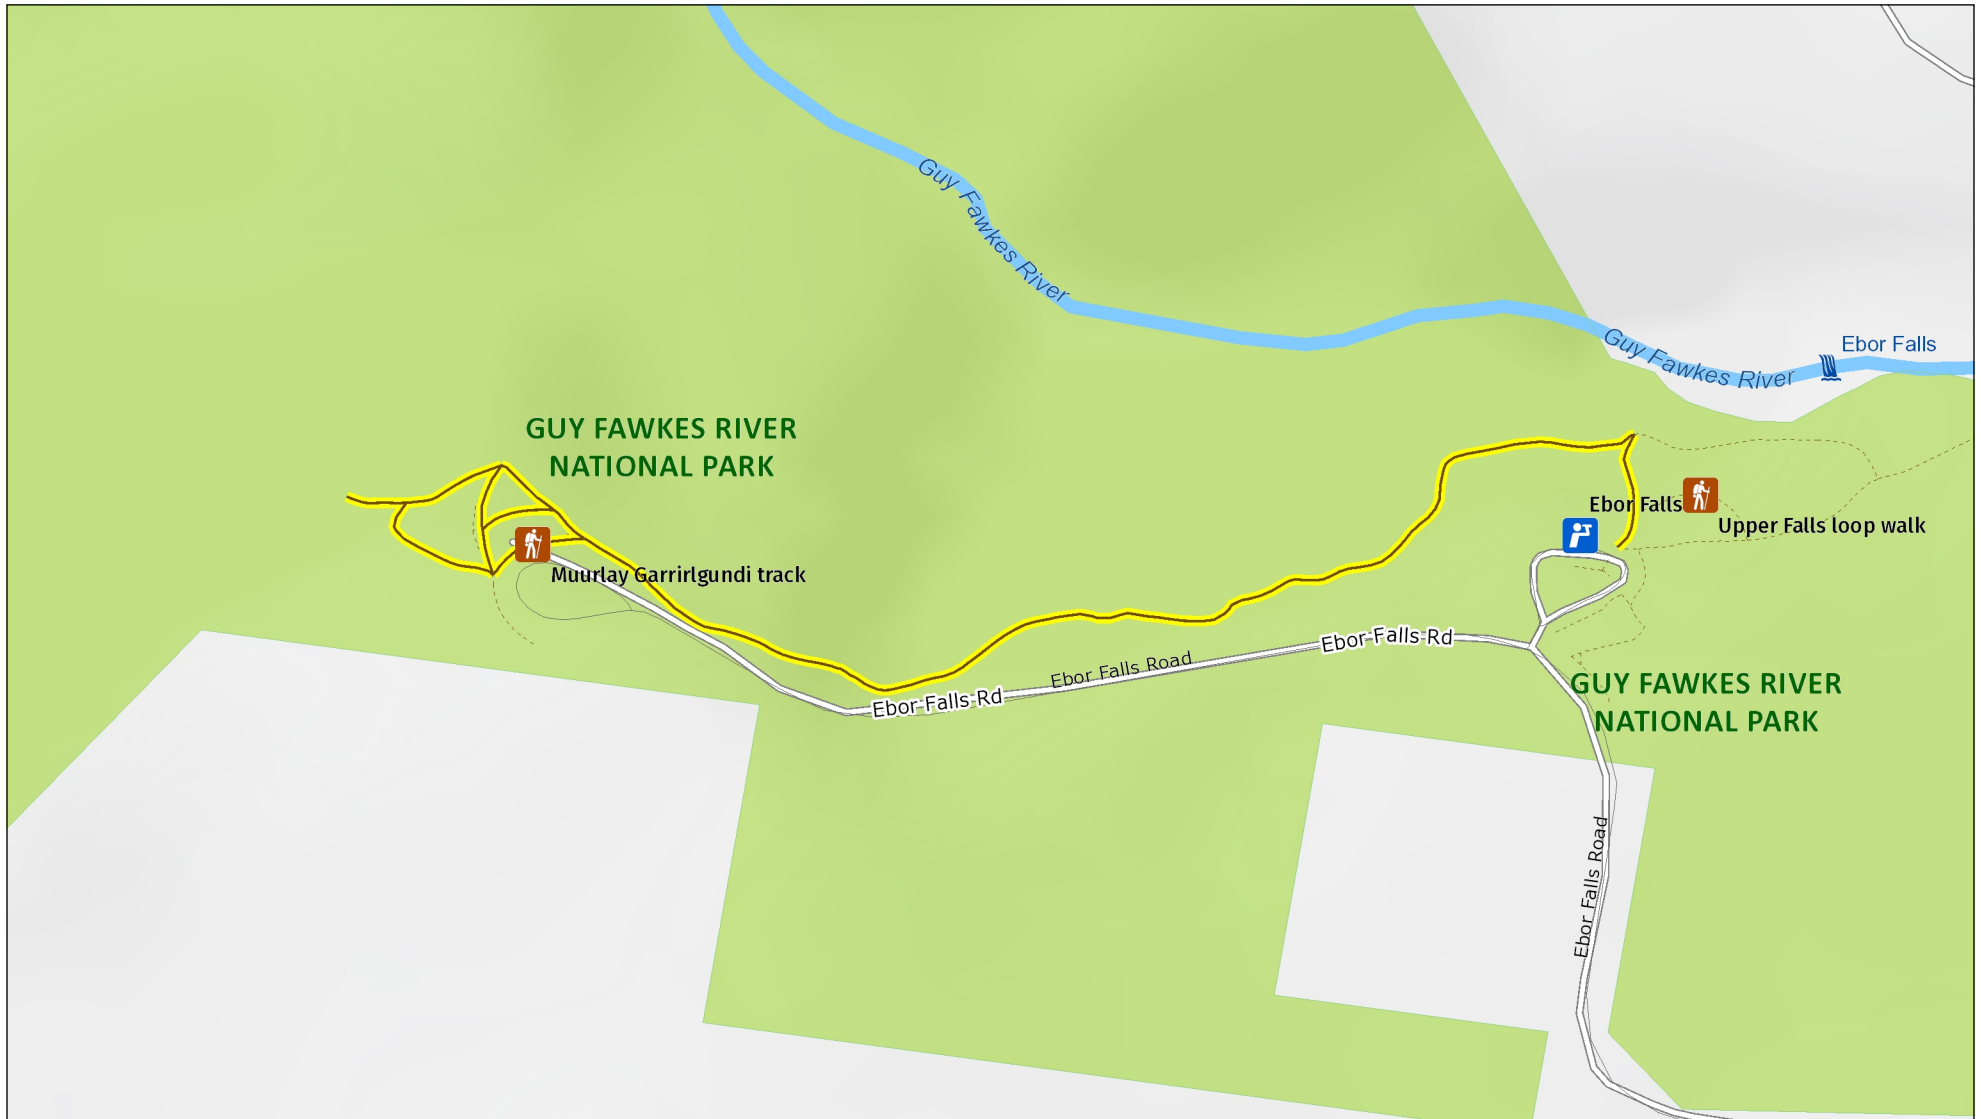 Guy Fawkes River
Guy Fawkes River
Ebor Falls
GUY FAWKES RIVER
NATIONAL PARK
Ebor Falls
Upper Falls loop walk
Muurlay Garrirlgundi track
Ebor Falls Rd
Ebor Falls Road
Ebor Falls Rd
GUY FAWKES RIVER
NATIONAL PARK
Ebor Falls Road